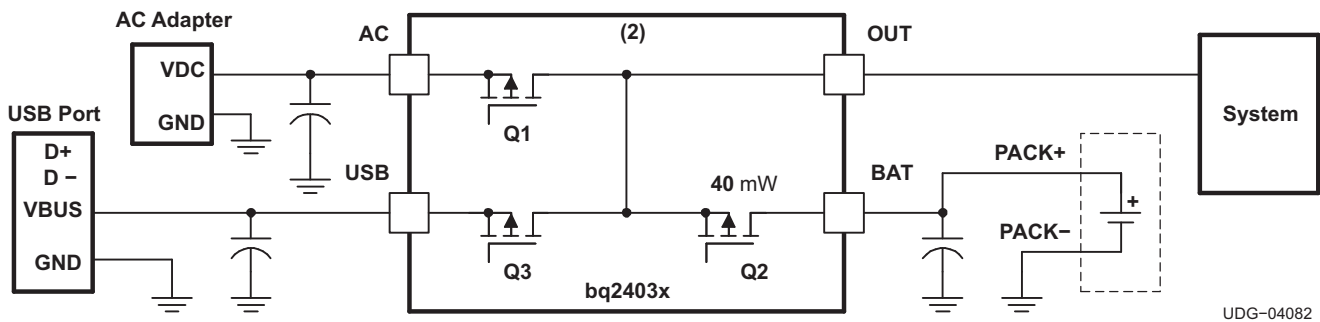 AC Adapter
VDC
GND
USB Port
D+
D −
VBUS
GND
AC
USB
(2)
Q1
Q3
40 mW
Q2
bq2403x
OUT
BAT
PACK+
+
PACK−
System
UDG−04082